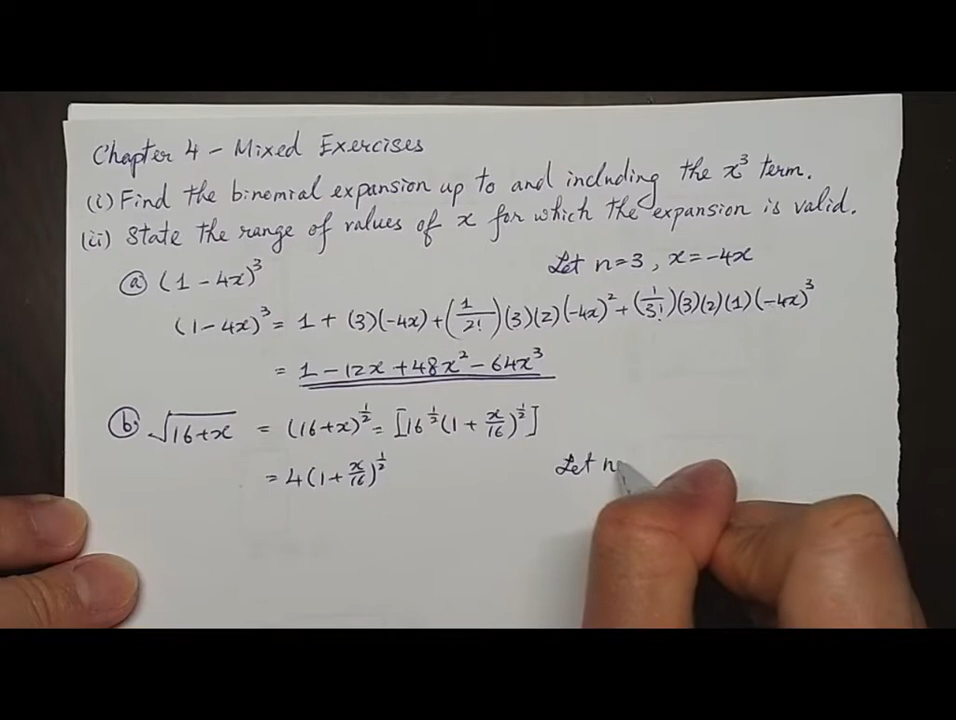 Chapter 4 - Mixed Exercises
(i) Find the binomial expansion up to and including the x³ term.
(ii) State the range of values of x for which the expansion is valid.
(a) (1 - 4x)³ Let n=3, x=-4x
(1-4x)³ = 1 + (3)(-4x) + (1/2!)(3)(2)(-4x)² + (1/3!)(3)(2)(1)(-4x)³
= 1 - 12x + 48x² - 64x³
(b) √(16+x) = (16+x)^(1/2) = [16^(1/2)(1 + x/16)^(1/2)]
= 4(1 + x/16)^(1/2) Let n